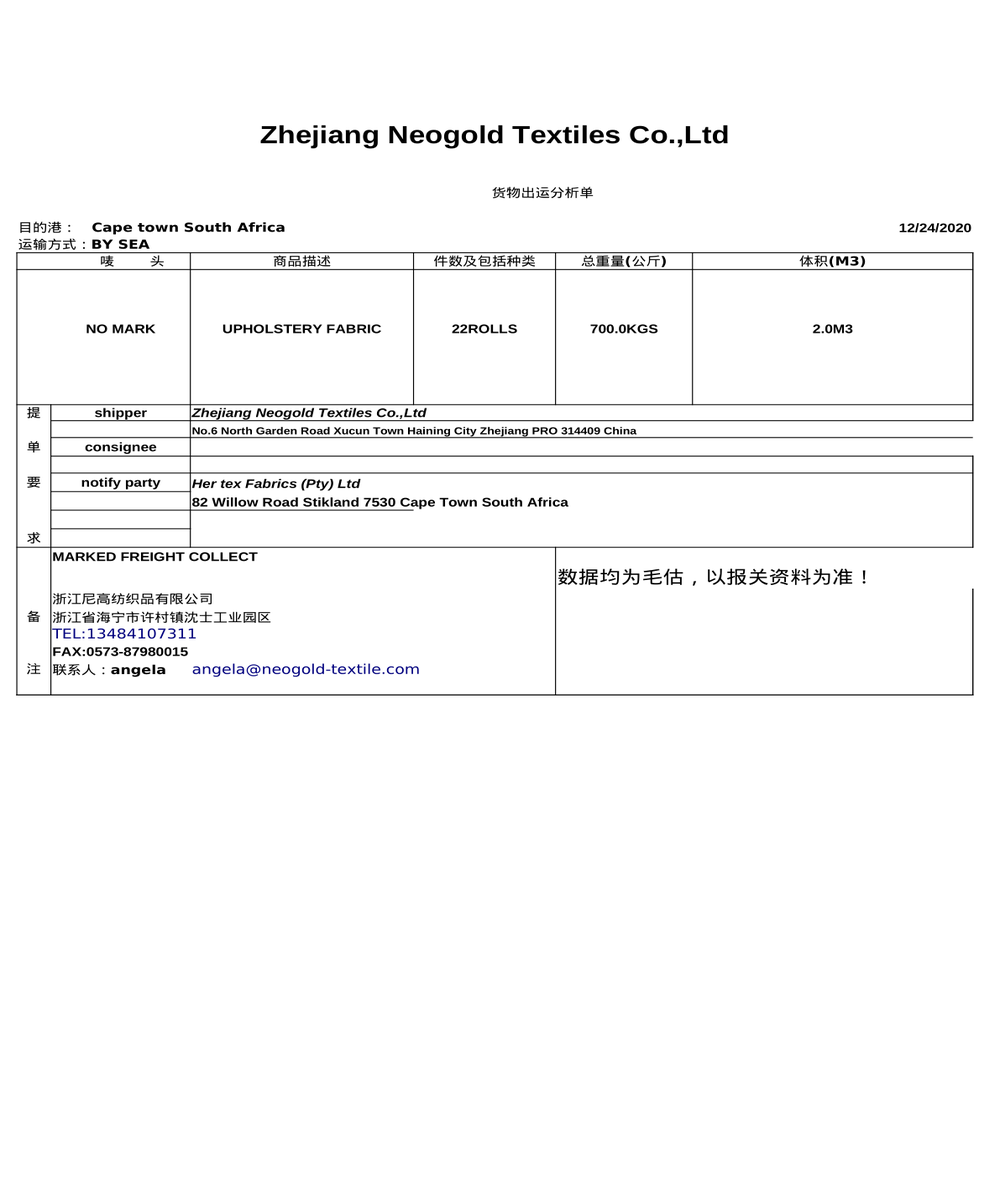 Zhejiang Neogold Textiles Co.,Ltd
货物出运分析单
目的港： Cape town South Africa 12/24/2020
运输方式：BY SEA
唛 头 商品描述 件数及包括种类 总重量(公斤) 体积(M3)
NO MARK UPHOLSTERY FABRIC 22ROLLS 700.0KGS 2.0M3
提 shipper Zhejiang Neogold Textiles Co.,Ltd
No.6 North Garden Road Xucun Town Haining City Zhejiang PRO 314409 China
单 consignee
要 notify party Her tex Fabrics (Pty) Ltd
82 Willow Road Stikland 7530 Cape Town South Africa
求
MARKED FREIGHT COLLECT
数据均为毛估，以报关资料为准！
浙江尼高纺织品有限公司
备 浙江省海宁市许村镇沈士工业园区
TEL:13484107311
FAX:0573-87980015
注 联系人：angela angela@neogold-textile.com